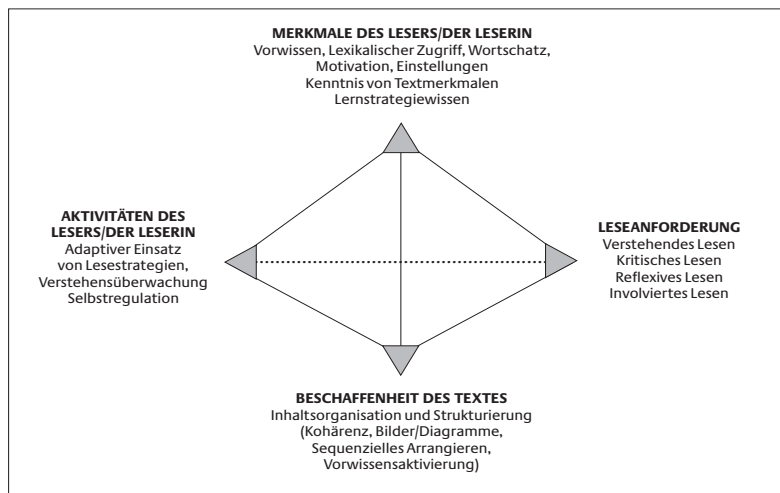 MERKMALE DES LESERS/DER LESERIN
Vorwissen, Lexikalischer Zugriff, Wortschatz,
Motivation, Einstellungen
Kenntnis von Textmerkmalen
Lernstrategiewissen
AKTIVITÄTEN DES
LESERS/DER LESERIN
Adaptiver Einsatz
von Lesestrategien,
Verstehensüberwachung
Selbstregulation
LESEANFORDERUNG
Verstehendes Lesen
Kritisches Lesen
Reflexives Lesen
Involviertes Lesen
BESCHAFFENHEIT DES TEXTES
Inhaltsorganisation und Strukturierung
(Kohärenz, Bilder/Diagramme,
Sequenzielles Arrangieren,
Vorwissensaktivierung)